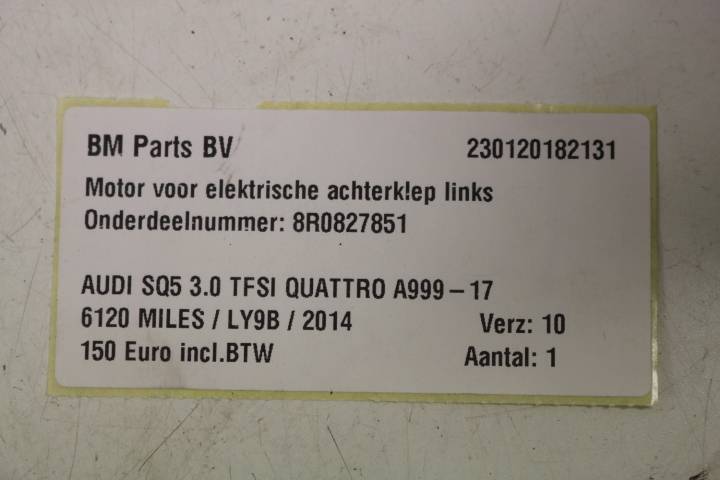 BM Parts BV 230120182131
Motor voor elektrische achterklep links
Onderdeelnummer: 8R0827851
AUDI SQ5 3.0 TFSI QUATTRO A999-17
6120 MILES / LY9B / 2014 Verz: 10
150 Euro incl.BTW Aantal: 1